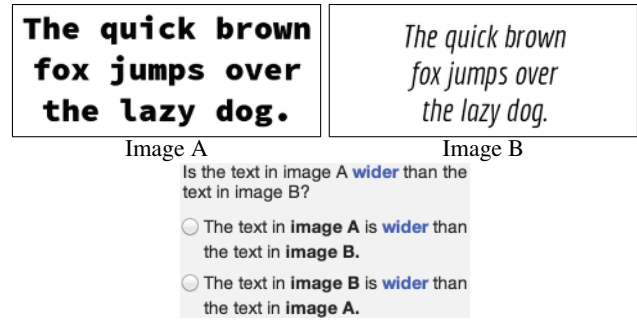 The quick brown
fox jumps over
the lazy dog.
The quick brown
fox jumps over
the lazy dog.
Image A
Image B
Is the text in image A wider than the
text in image B?
The text in image A is wider than
the text in image B.
The text in image B is wider than
the text in image A.